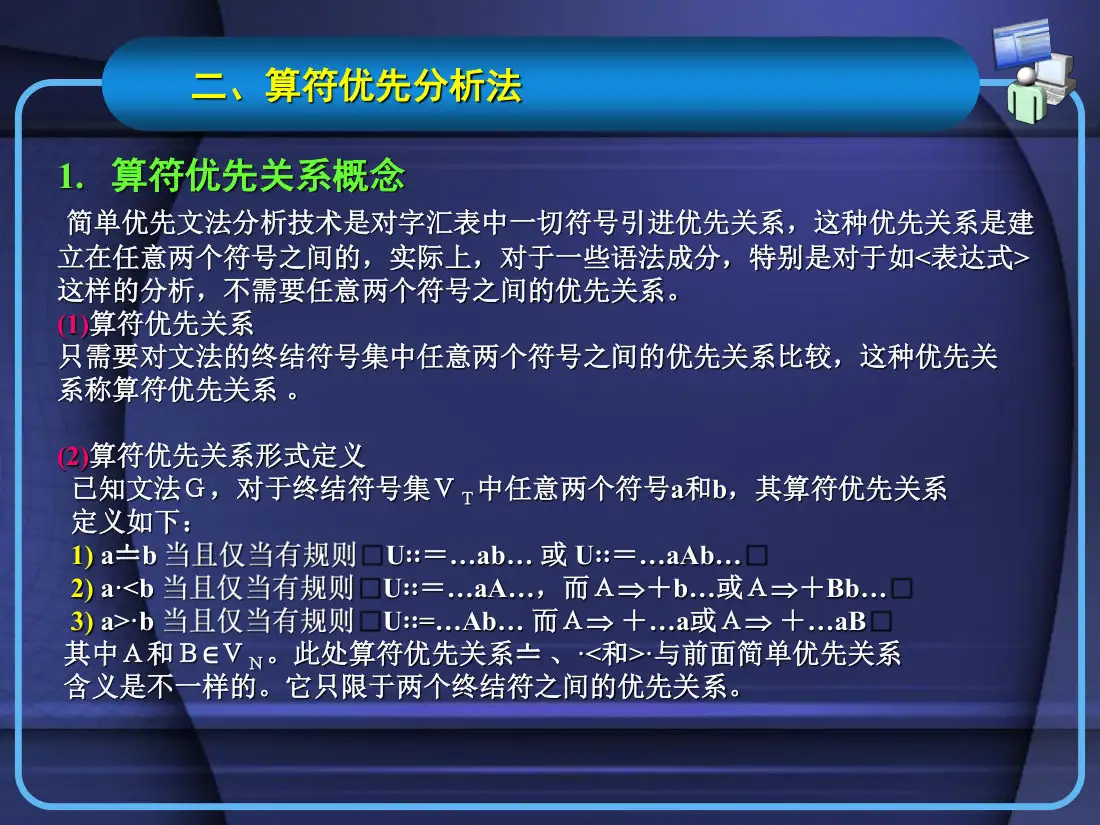 二、算符优先分析法
1. 算符优先关系概念
简单优先文法分析技术是对字汇表中一切符号引进优先关系，这种优先关系是建
立在任意两个符号之间的，实际上，对于一些语法成分，特别是对于如<表达式>
这样的分析，不需要任意两个符号之间的优先关系。
(1)算符优先关系
只需要对文法的终结符号集中任意两个符号之间的优先关系比较，这种优先关
系称算符优先关系 。
(2)算符优先关系形式定义
已知文法Ｇ，对于终结符号集Ｖ T中任意两个符号a和b，其算符优先关系
定义如下：
1) a≐b 当且仅当有规则□U∷＝…ab… 或 U∷＝…aAb…□
2) a·<b 当且仅当有规则□U∷＝…aA…，而Ａ⇒＋b…或Ａ⇒＋Bb…□
3) a>·b 当且仅当有规则□U∷=…Ab… 而Ａ⇒ ＋…a或Ａ⇒ ＋…aB□
其中Ａ和Ｂ∈Ｖ N。此处算符优先关系≐ 、·<和>·与前面简单优先关系
含义是不一样的。它只限于两个终结符之间的优先关系。